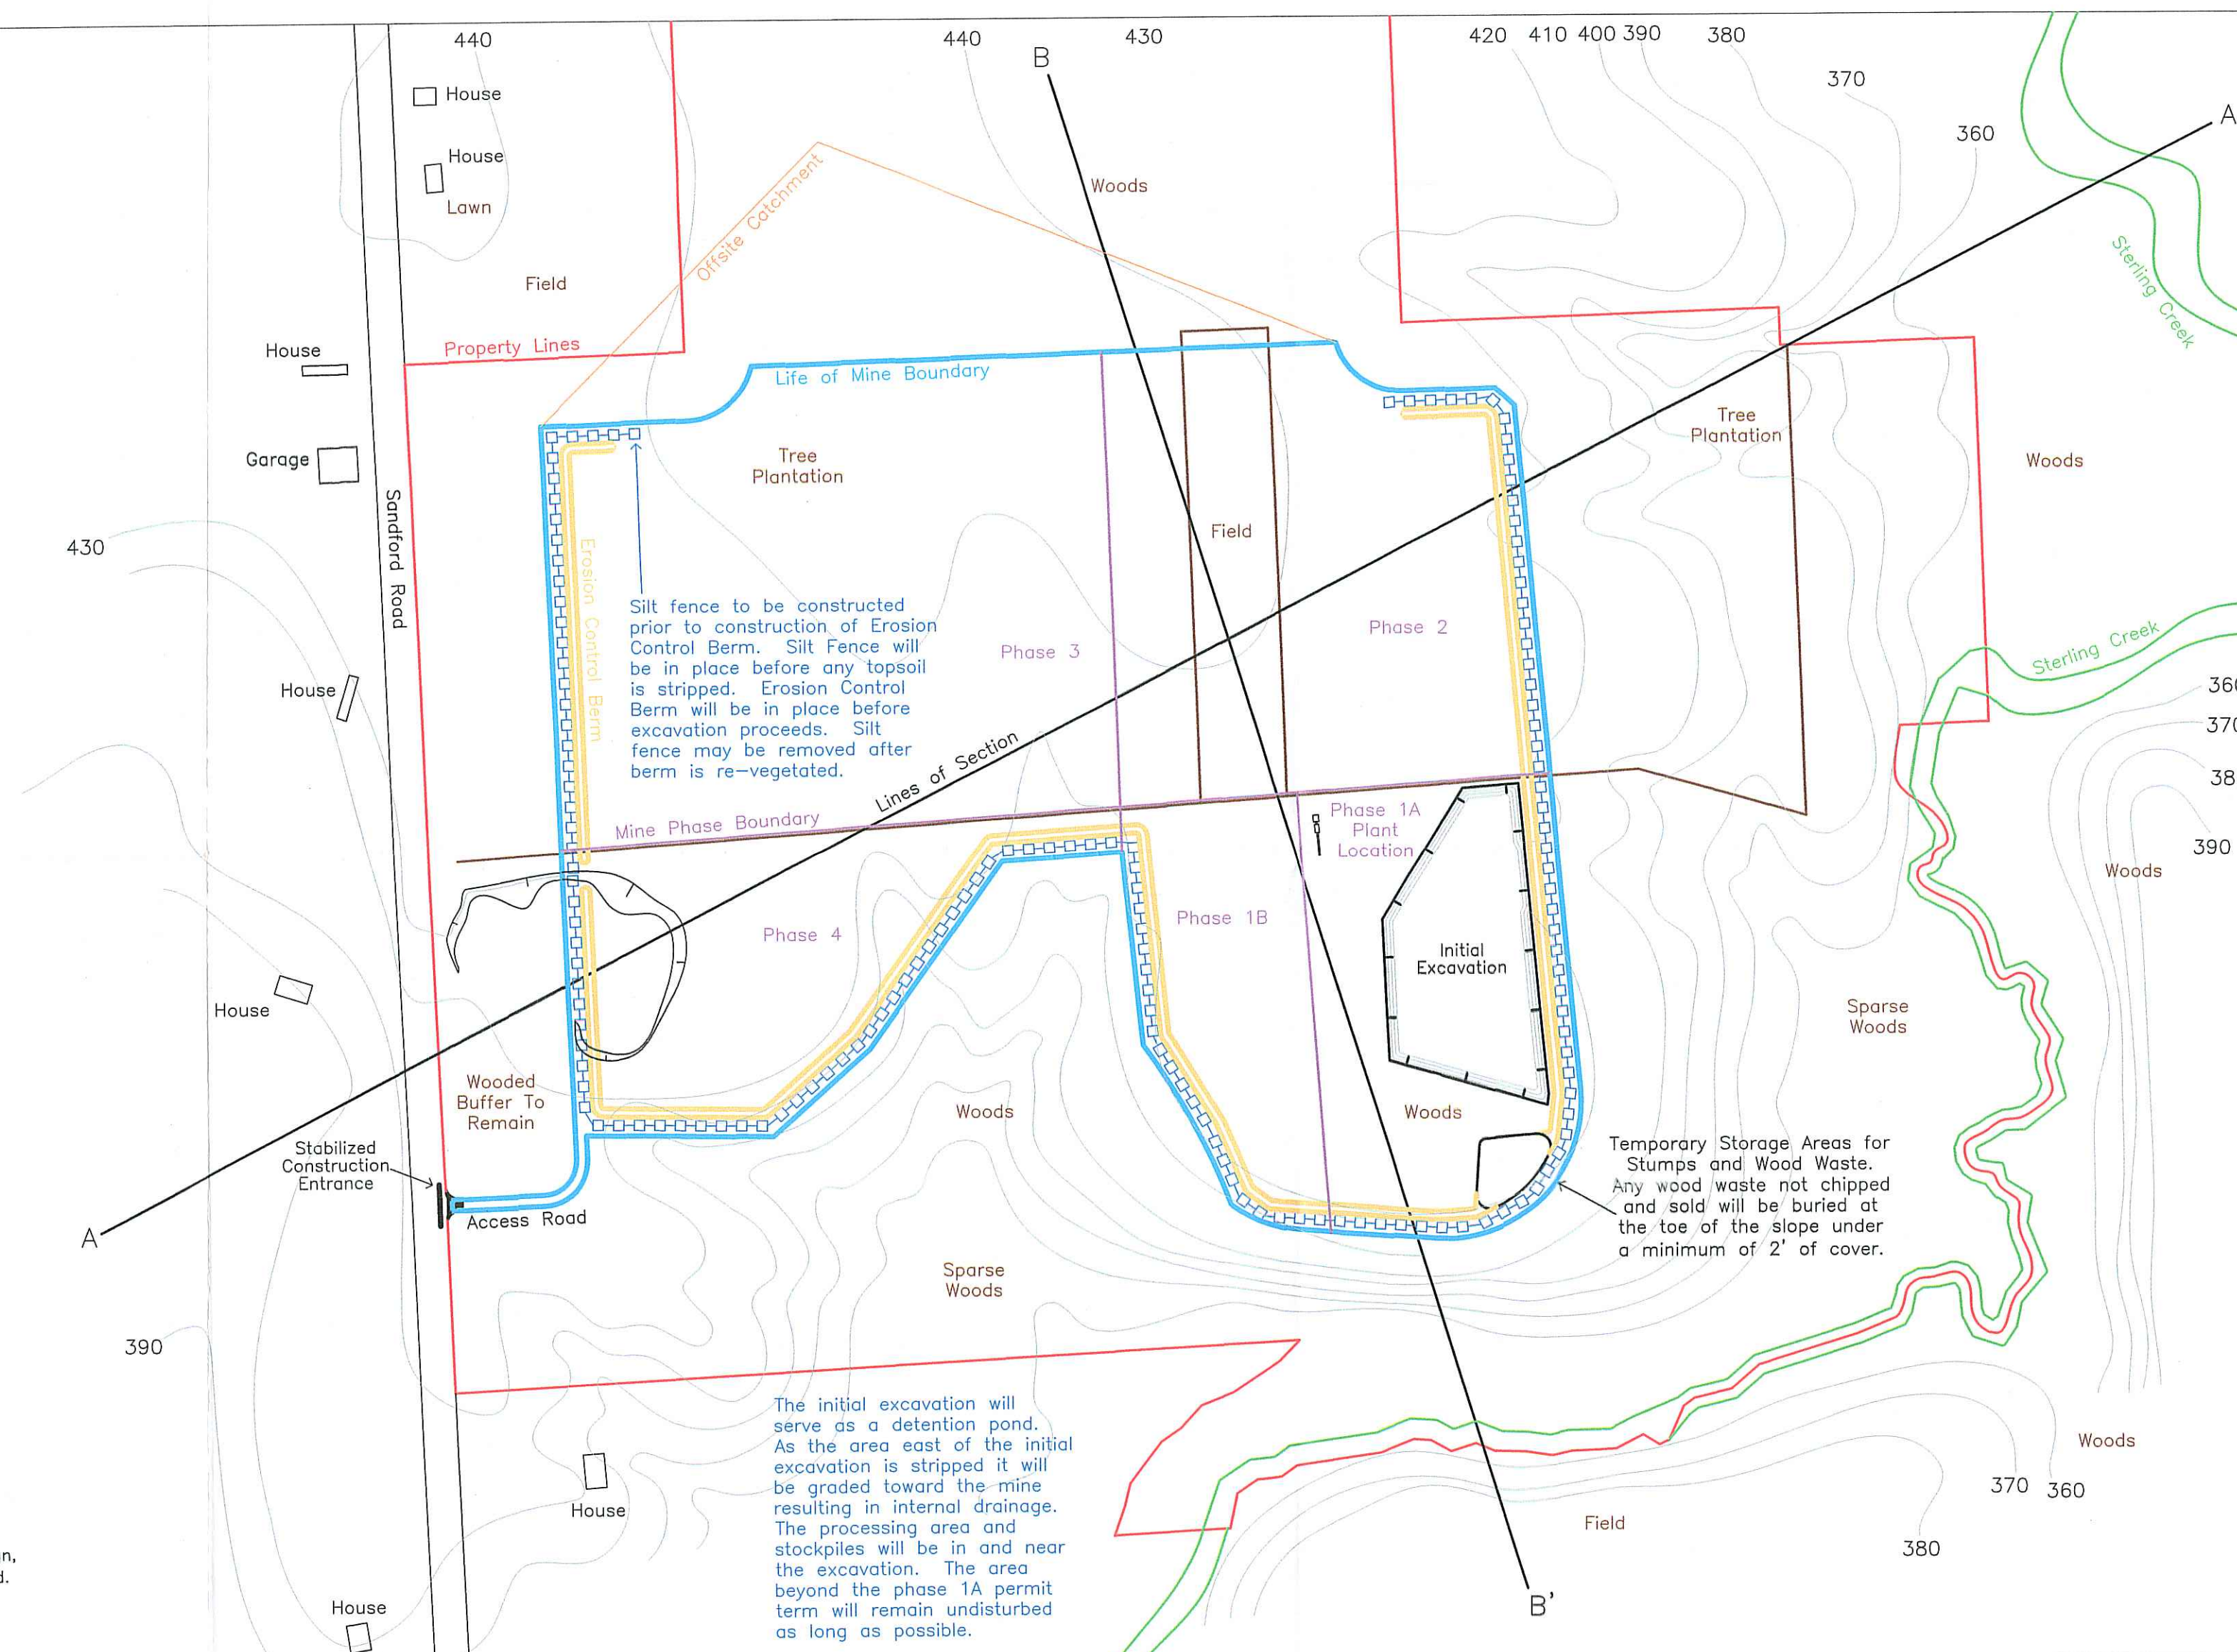 440
440
430
420
410
400
390
380
370
360
B
A
House
House
Lawn
Field
Woods
Offsite Catchment
Sterling Creek
Property Lines
House
Life of Mine Boundary
Garage
Tree
Plantation
Tree
Plantation
Woods
Sandford Road
430
Field
Erosion Control Berm
Silt fence to be constructed
prior to construction of Erosion
Control Berm. Silt Fence will
be in place before any topsoil
is stripped. Erosion Control
Berm will be in place before
excavation proceeds. Silt
fence may be removed after
berm is re-vegetated.
Phase 3
Phase 2
Sterling Creek
House
370
390
Lines of Section
Mine Phase Boundary
Phase 1A
Plant
Location
Woods
Phase 4
Phase 1B
Initial
Excavation
House
Sparse
Woods
Wooded
Buffer To
Remain
Woods
Woods
Stabilized
Construction
Entrance
Access Road
A
Temporary Storage Areas for
Stumps and Wood Waste.
Any wood waste not chipped
and sold will be buried at
the toe of the slope under
a minimum of 2' of cover.
Sparse
Woods
390
The initial excavation will
serve as a detention pond.
As the area east of the initial
excavation is stripped it will
be graded toward the mine
resulting in internal drainage.
The processing area and
stockpiles will be in and near
the excavation. The area
beyond the phase 1A permit
term will remain undisturbed
as long as possible.
House
Woods
370
360
Field
380
B'
House